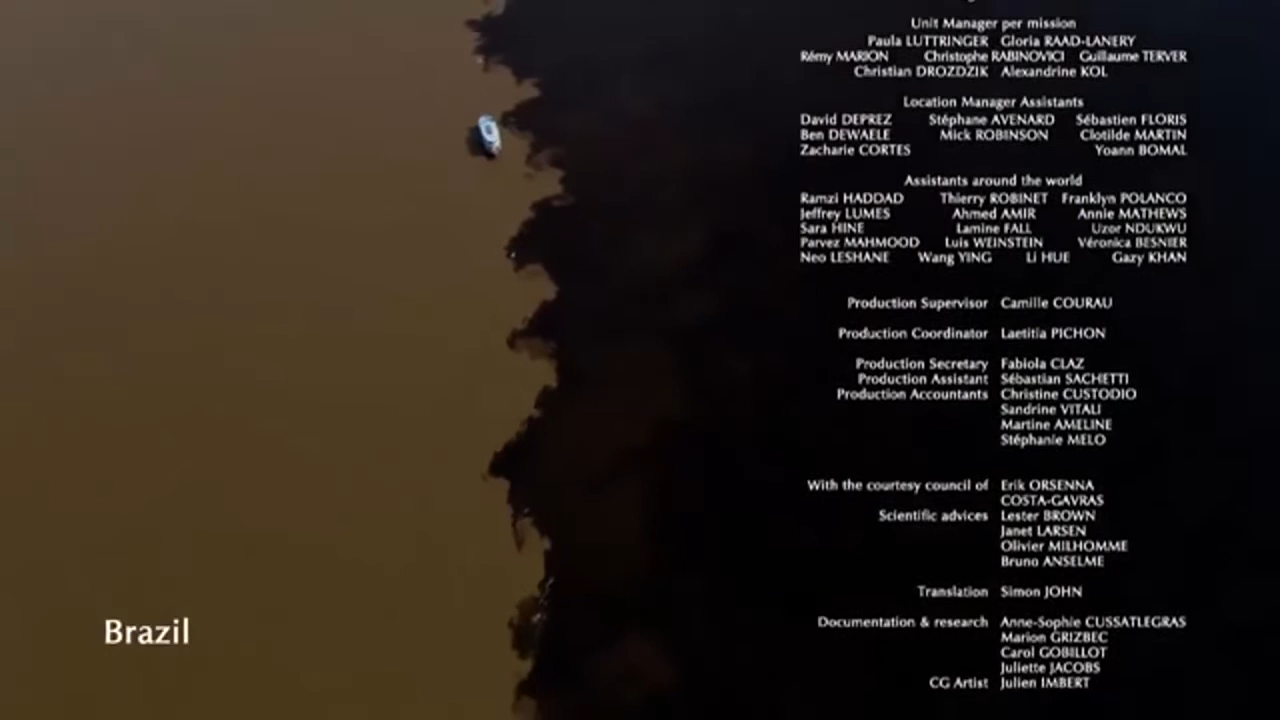 Unit Manager per mission
Paula LUTTRINGER Gloria RAAD-LANERY
Rémy MARION Christophe RABINOVICI Guillaume TERVER
Christian DROZDZIK Alexandrine KOL
Location Manager Assistants
David DEPREZ Stéphane AVENARD Sébastien FLORIS
Ben DEWAELE Mick ROBINSON Clotilde MARTIN
Zacharie CORTES Yoann BOMAL
Assistants around the world
Ramzi HADDAD Thierry ROBINET Franklyn POLANCO
Jeffrey LUMES Ahmed AMIR Annie MATHEWS
Sara HINE Lamine FALL Uzor NDUKWU
Parvez MAHMOOD Luis WEINSTEIN Véronica BESNIER
Neo LESHANE Wang YING Li HUE Gazy KHAN
Production Supervisor Camille COURAU
Production Coordinator Laetitia PICHON
Production Secretary Fabiola CLAZ
Production Assistant Sébastian SACHETTI
Production Accountants Christine CUSTODIO
Sandrine VITALI
Martine AMELINE
Stéphanie MELO
With the courtesy council of Erik ORSENNA
COSTA-GAVRAS
Scientific advices Lester BROWN
Janet LARSEN
Olivier MILHOMME
Bruno ANSELME
Translation Simon JOHN
Documentation & research Anne-Sophie CUSSATLEGRAS
Marion GRIZBEC
Carol GOBILLOT
Juliette JACOBS
CG Artist Julien IMBERT
Brazil